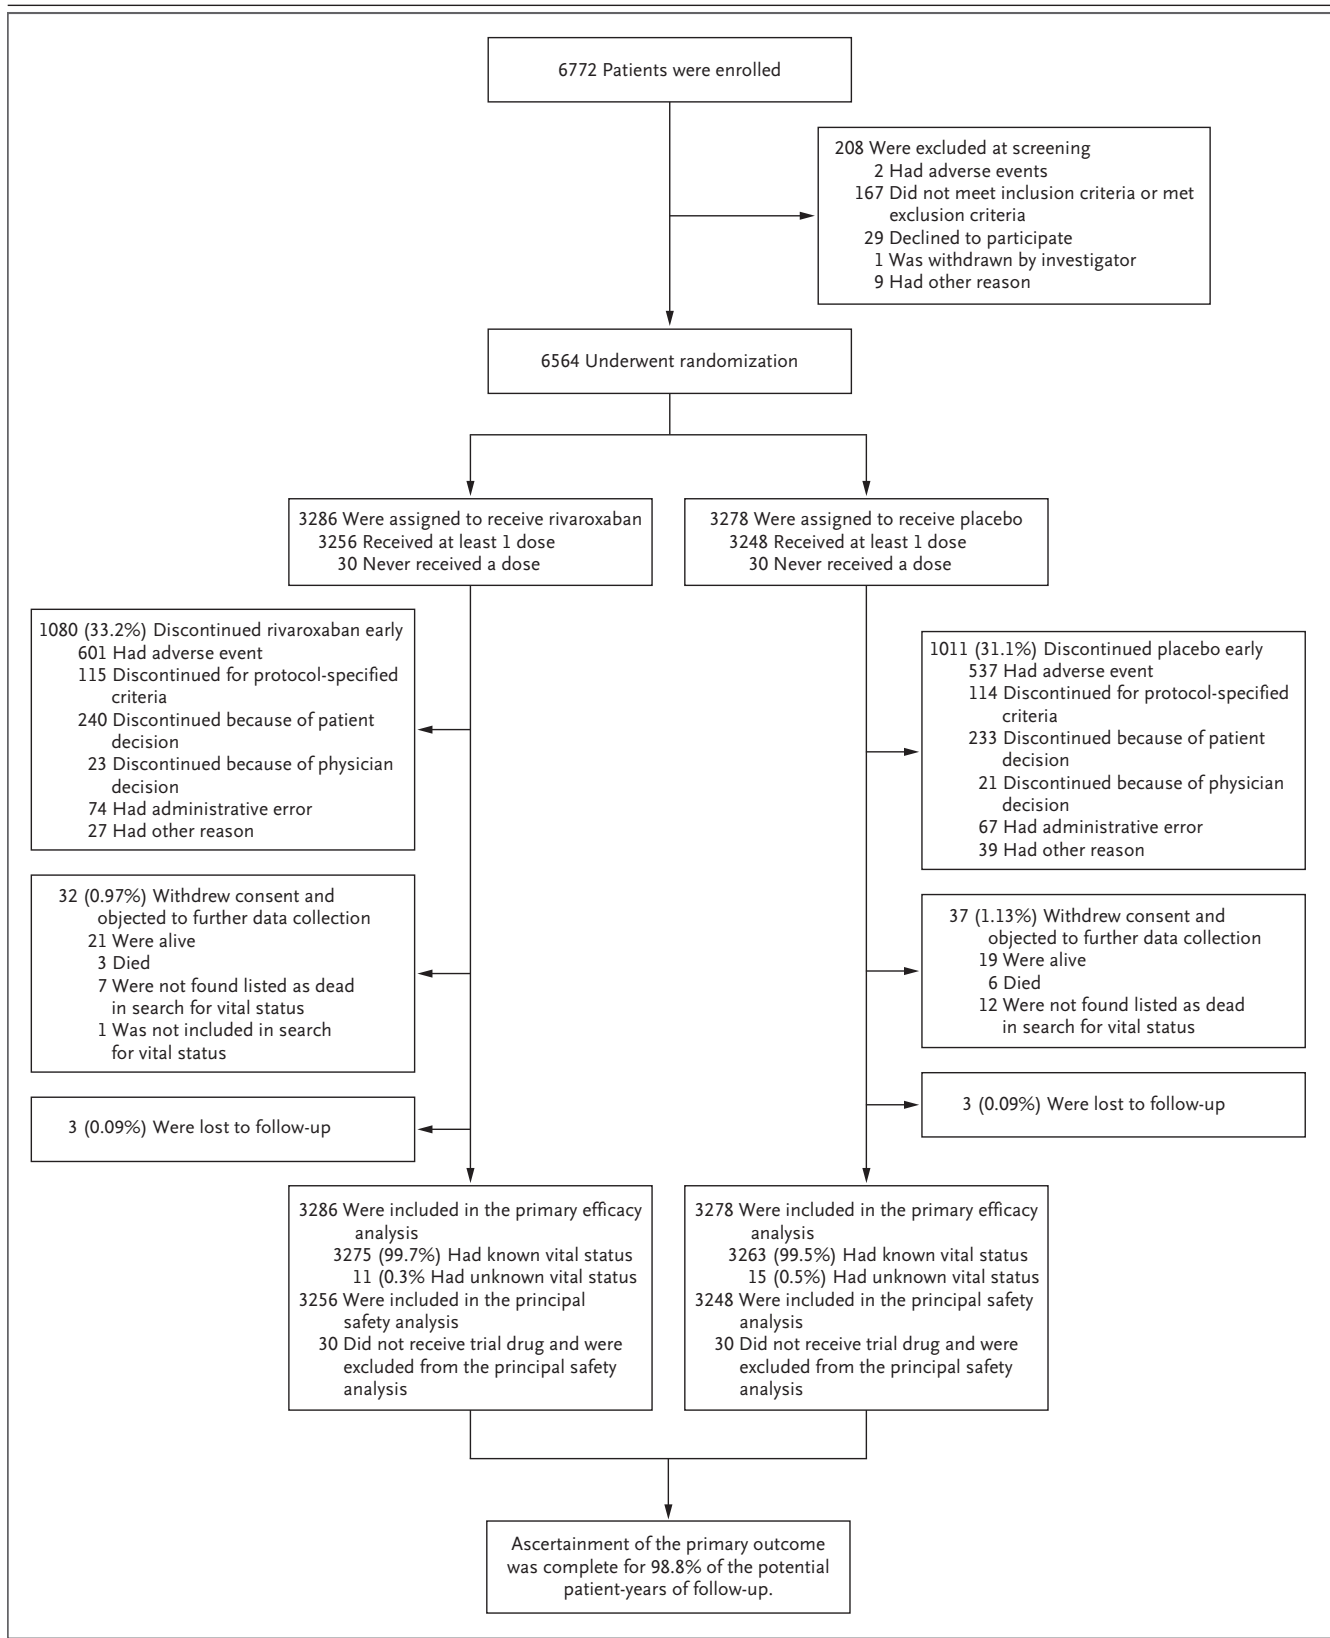 6772 Patients were enrolled
208 Were excluded at screening
2 Had adverse events
167 Did not meet inclusion criteria or met
exclusion criteria
29 Declined to participate
1 Was withdrawn by investigator
9 Had other reason
6564 Underwent randomization
3286 Were assigned to receive rivaroxaban
3256 Received at least 1 dose
30 Never received a dose
3278 Were assigned to receive placebo
3248 Received at least 1 dose
30 Never received a dose
1080 (33.2%) Discontinued rivaroxaban early
601 Had adverse event
115 Discontinued for protocol-specified
criteria
240 Discontinued because of patient
decision
23 Discontinued because of physician
decision
74 Had administrative error
27 Had other reason
1011 (31.1%) Discontinued placebo early
537 Had adverse event
114 Discontinued for protocol-specified
criteria
233 Discontinued because of patient
decision
21 Discontinued because of physician
decision
67 Had administrative error
39 Had other reason
32 (0.97%) Withdrew consent and
objected to further data collection
21 Were alive
3 Died
7 Were not found listed as dead
in search for vital status
1 Was not included in search
for vital status
37 (1.13%) Withdrew consent and
objected to further data collection
19 Were alive
6 Died
12 Were not found listed as dead
in search for vital status
3 (0.09%) Were lost to follow-up
3 (0.09%) Were lost to follow-up
3286 Were included in the primary efficacy
analysis
3275 (99.7%) Had known vital status
11 (0.3% Had unknown vital status
3256 Were included in the principal
safety analysis
30 Did not receive trial drug and were
excluded from the principal safety
analysis
3278 Were included in the primary efficacy
analysis
3263 (99.5%) Had known vital status
15 (0.5%) Had unknown vital status
3248 Were included in the principal safety
analysis
30 Did not receive trial drug and were
excluded from the principal safety
analysis
Ascertainment of the primary outcome
was complete for 98.8% of the potential
patient-years of follow-up.